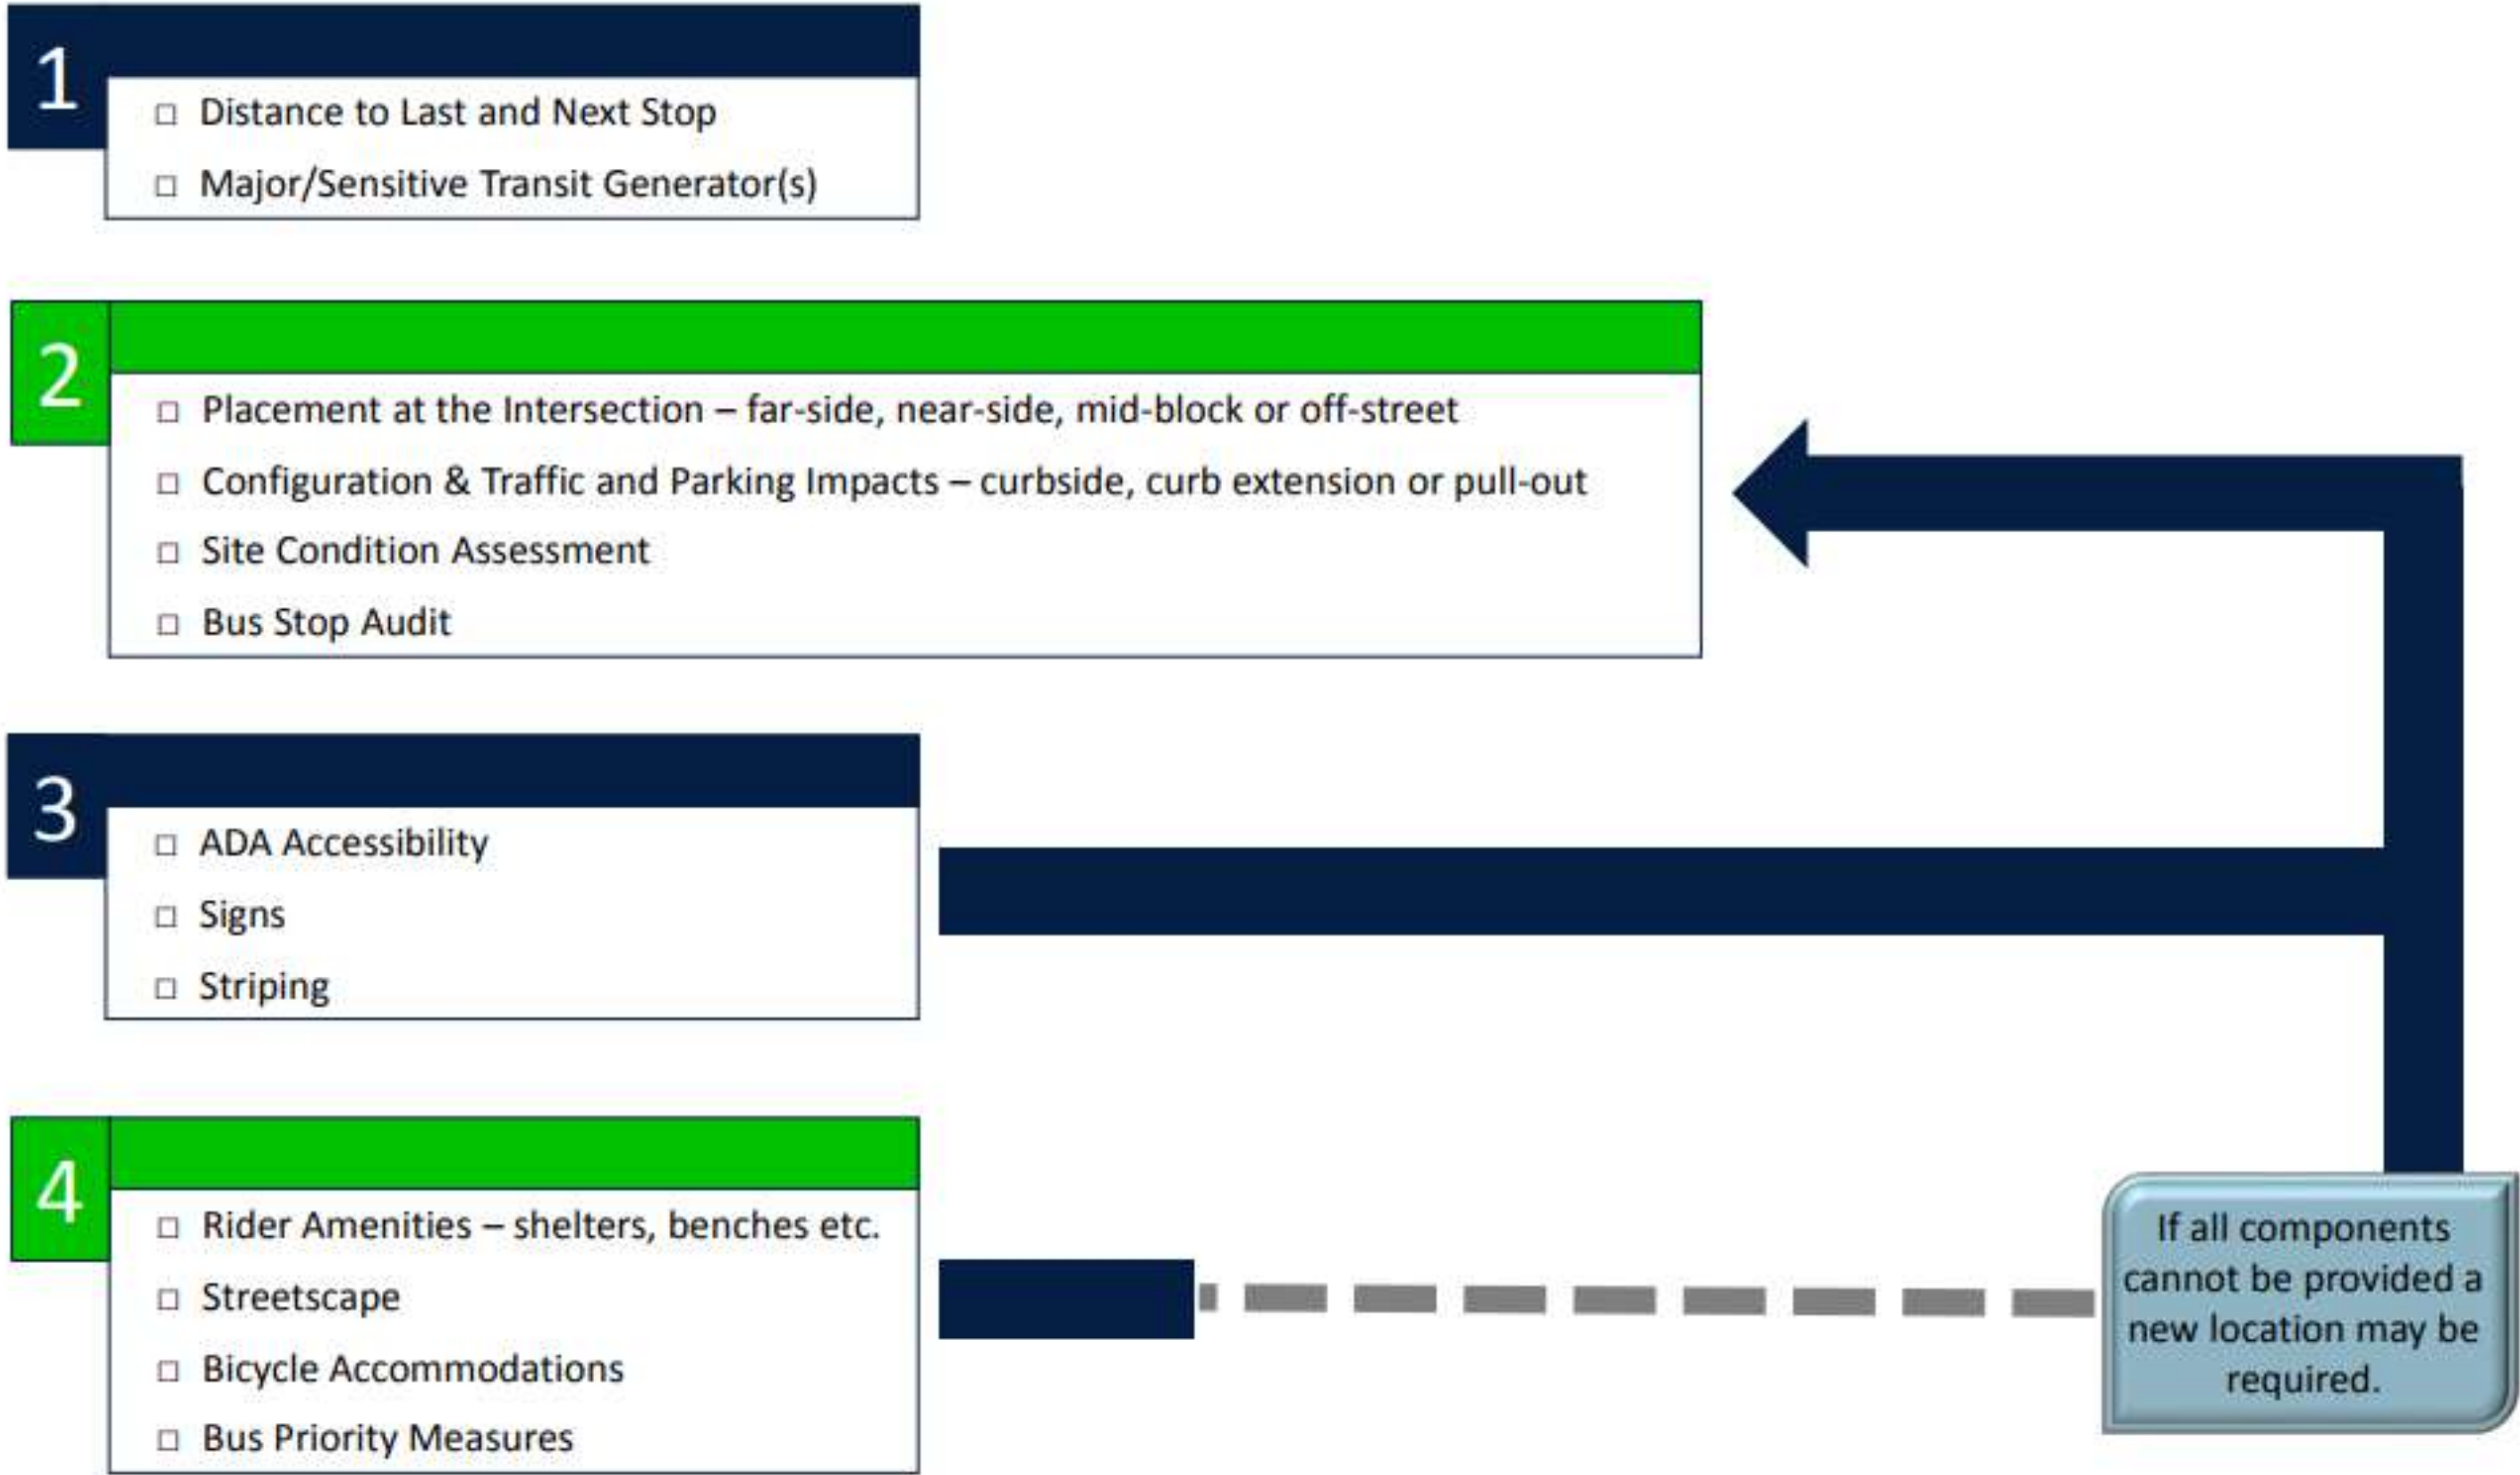 1
□ Distance to Last and Next Stop
□ Major/Sensitive Transit Generator(s)
2
□ Placement at the Intersection – far-side, near-side, mid-block or off-street
□ Configuration & Traffic and Parking Impacts – curbside, curb extension or pull-out
□ Site Condition Assessment
□ Bus Stop Audit
3
□ ADA Accessibility
□ Signs
□ Striping
4
□ Rider Amenities – shelters, benches etc.
□ Streetscape
□ Bicycle Accommodations
□ Bus Priority Measures
If all components
cannot be provided a
new location may be
required.